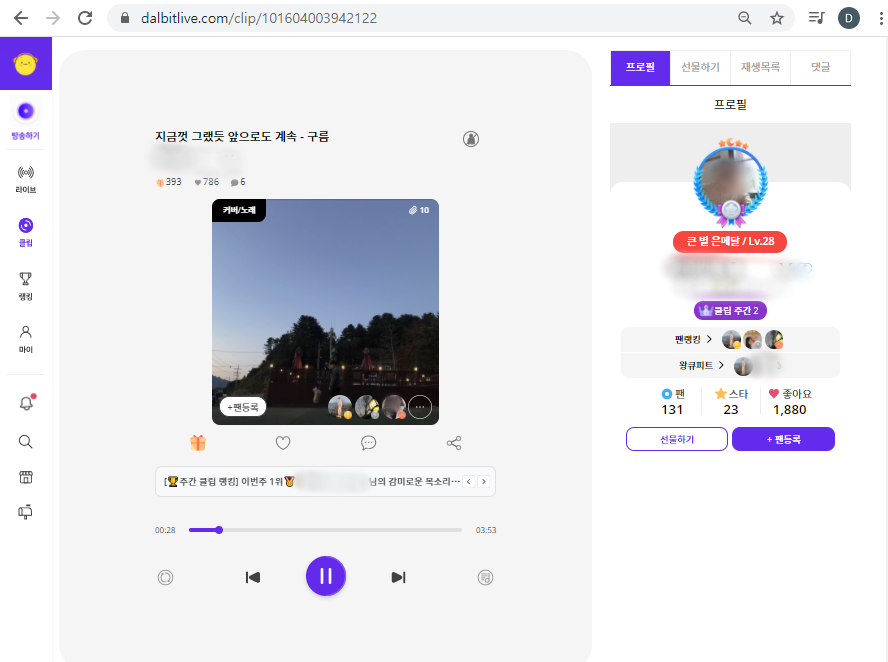 dalbitlive.com/clip/101604003942122
D
방송하기
라이브
클립
랭킹
마이
지금껏 그랬듯 앞으로도 계속 - 구름
393 786 6
커버/노래
10
+팬등록
00:28
03:53
[🏆주간 클립 랭킹] 이번주 1위🏅 님의 감미로운 목소리⋯ < >
프로필 선물하기 재생목록 댓글
프로필
큰 별 은메달 / Lv.28
클립 주간 2
팬랭킹 >
왕큐피트 >
팬 스타 좋아요
131 23 1,880
선물하기 + 팬등록